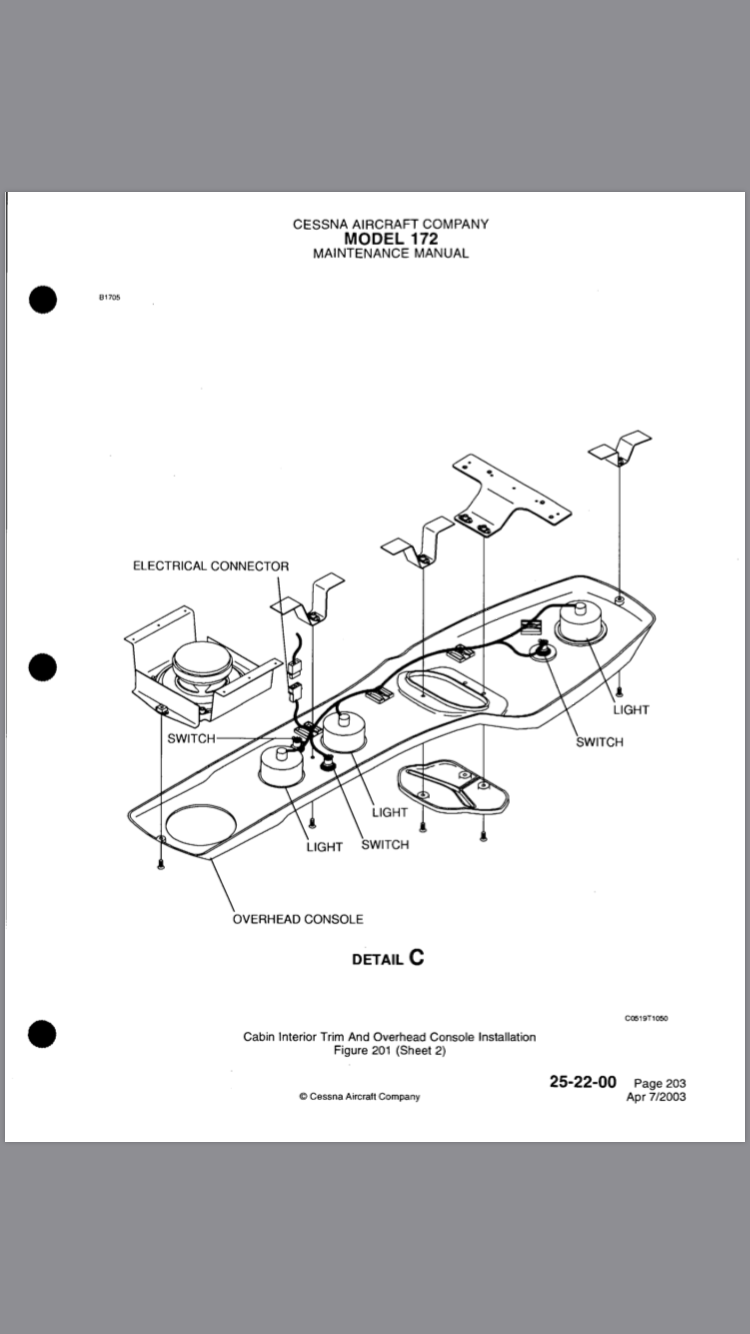 CESSNA AIRCRAFT COMPANY
MODEL 172
MAINTENANCE MANUAL
B1705
ELECTRICAL CONNECTOR
LIGHT
SWITCH
SWITCH
LIGHT
LIGHT
SWITCH
OVERHEAD CONSOLE
DETAIL C
C0519T1050
Cabin Interior Trim And Overhead Console Installation
Figure 201 (Sheet 2)
25-22-00 Page 203
© Cessna Aircraft Company Apr 7/2003